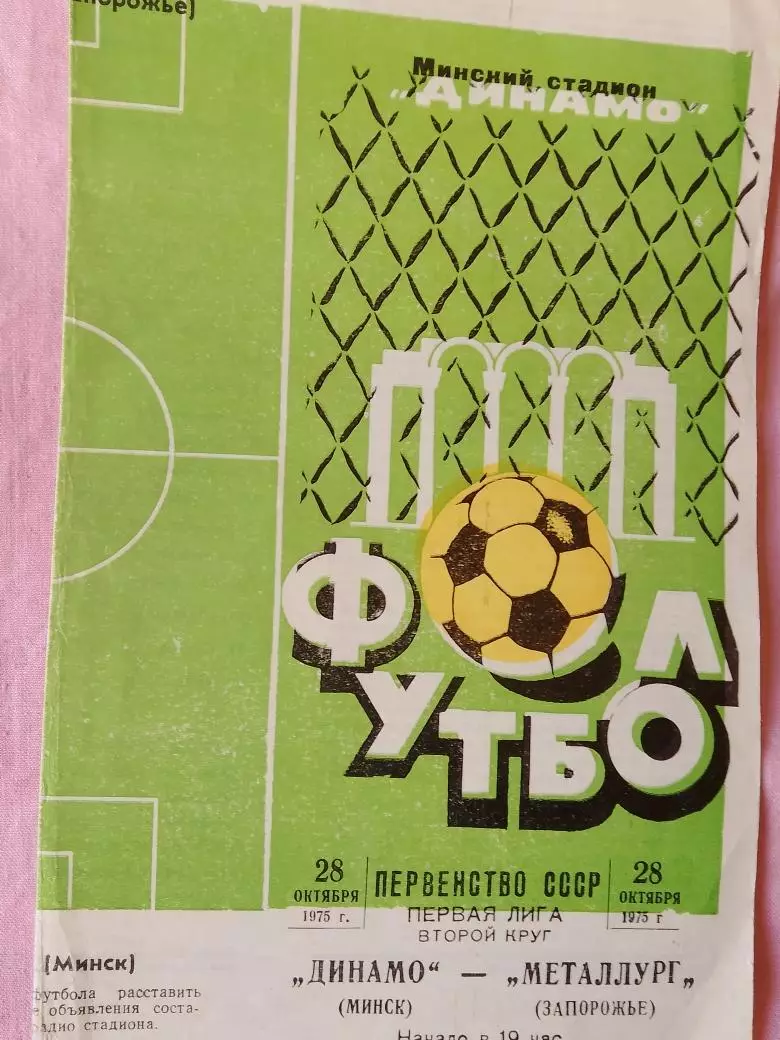 порожье)
Минский стадион
„ДИНАМО"
ФУТБОЛ
28
ОКТЯБРЯ
1975 г.
ПЕРВЕНСТВО СССР
ПЕРВАЯ ЛИГА
ВТОРОЙ КРУГ
28
ОКТЯБРЯ
1975 г
„ДИНАМО“ — „МЕТАЛЛУРГ„
(МИНСК) (ЗАПОРОЖЬЕ)
Начало в 19 час
(Минск)
футбола расставить
е объявления соста-
радио стадиона.